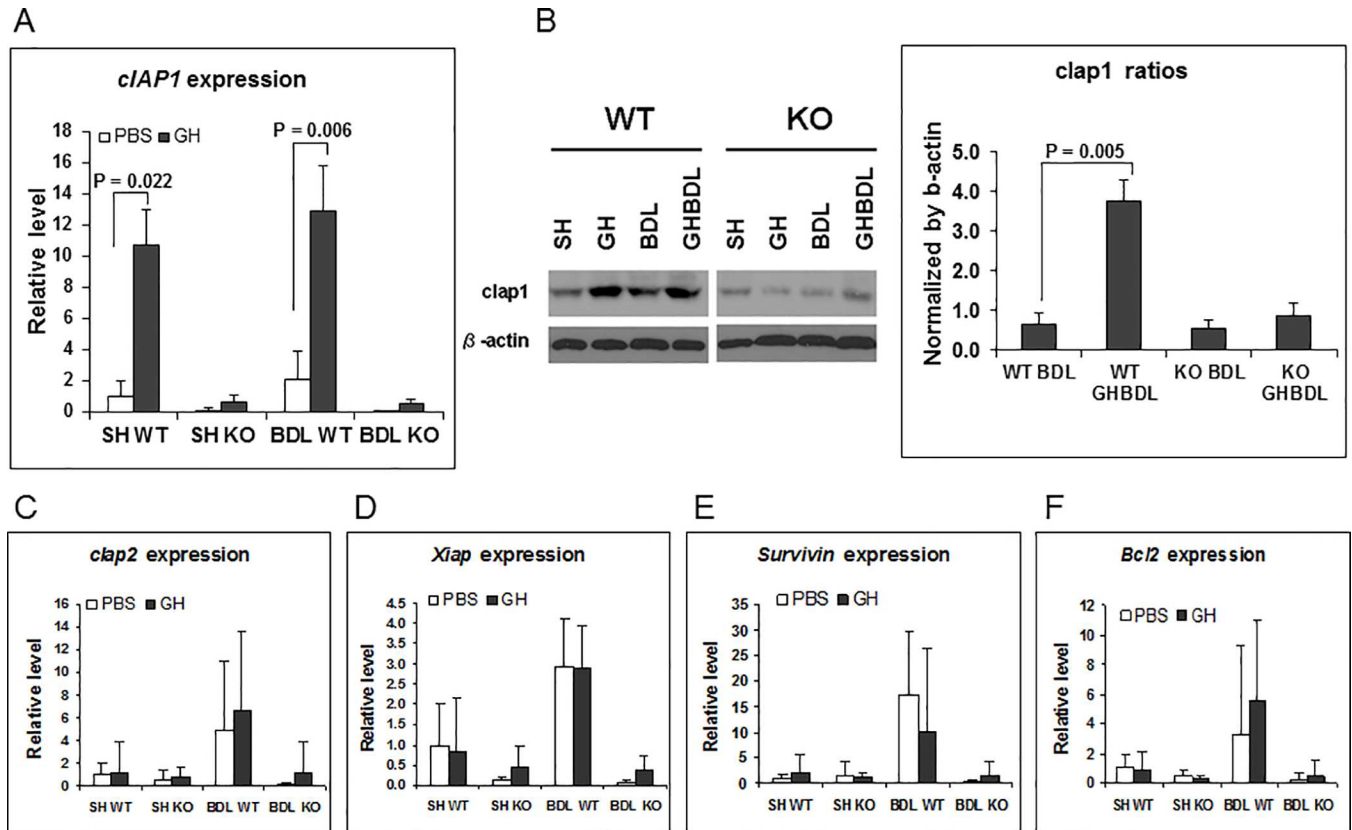 A
cIAP1 expression
PBS GH
P = 0.022
P = 0.006
Relative level
18
16
14
12
10
8
6
4
2
0
SH WT SH KO BDL WT BDL KO
B
WT KO
SH GH BDL GHBDL SH GH BDL GHBDL
cIap1
β-actin
cIap1 ratios
P = 0.005
Normalized by b-actin
5.0
4.0
3.0
2.0
1.0
0.0
WT BDL WT GHBDL KO BDL KO GHBDL
C
cIap2 expression
PBS GH
Relative level
16
14
12
10
8
6
4
2
0
SH WT SH KO BDL WT BDL KO
D
Xiap expression
PBS GH
Relative level
4.5
4.0
3.5
3.0
2.5
2.0
1.5
1.0
0.5
0.0
SH WT SH KO BDL WT BDL KO
E
Survivin expression
PBS GH
Relative level
35
30
25
20
15
10
5
0
SH WT SH KO BDL WT BDL KO
F
Bcl2 expression
PBS GH
Relative level
12
10
8
6
4
2
0
SH WT SH KO BDL WT BDL KO